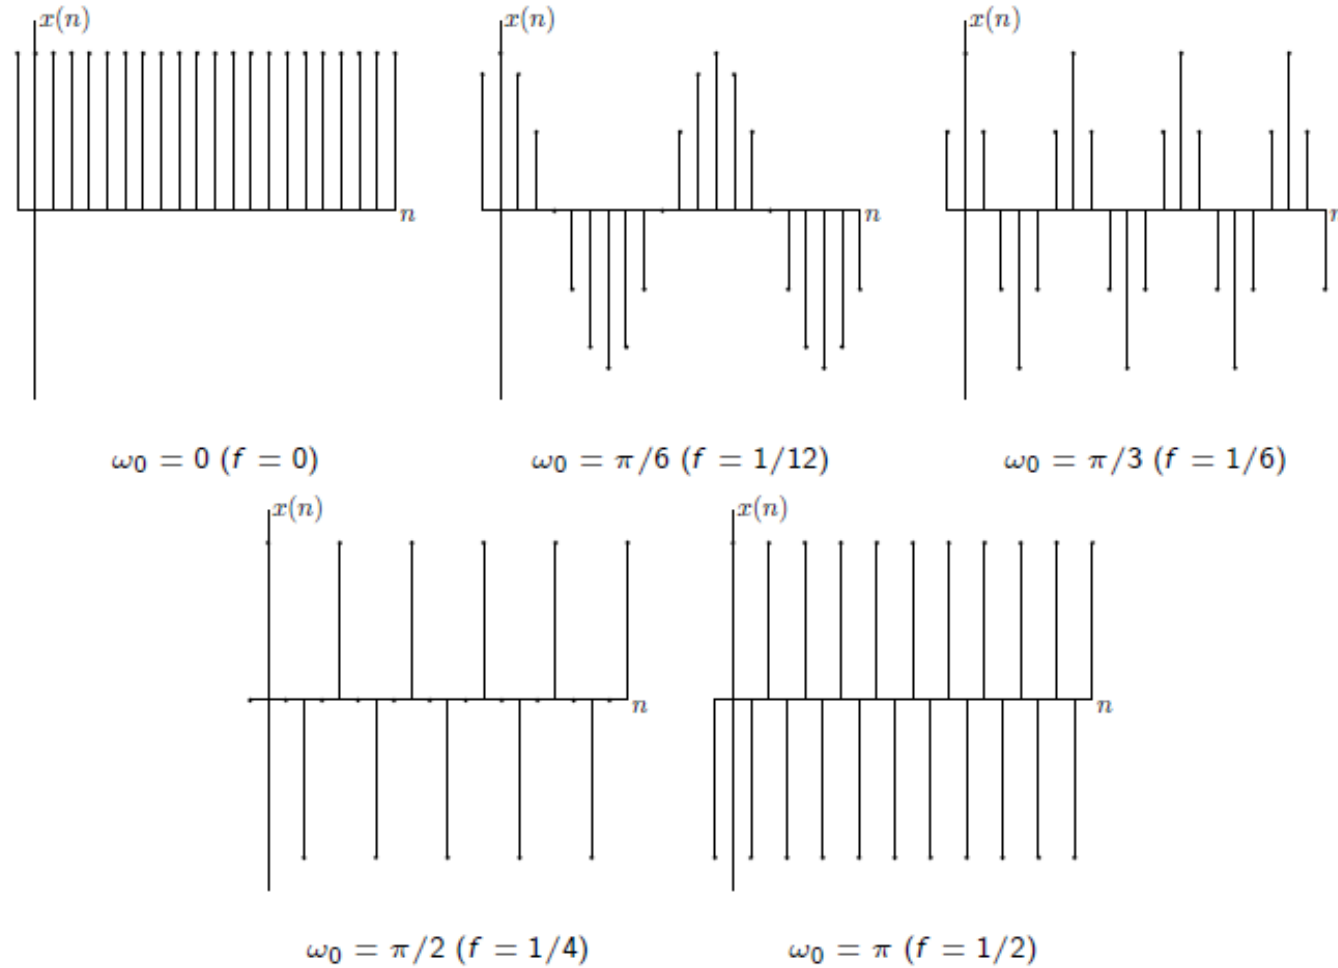 x(n) x(n) x(n)
n n n
ω₀ = 0 (f = 0) ω₀ = π/6 (f = 1/12) ω₀ = π/3 (f = 1/6)
x(n) x(n)
n n
ω₀ = π/2 (f = 1/4) ω₀ = π (f = 1/2)